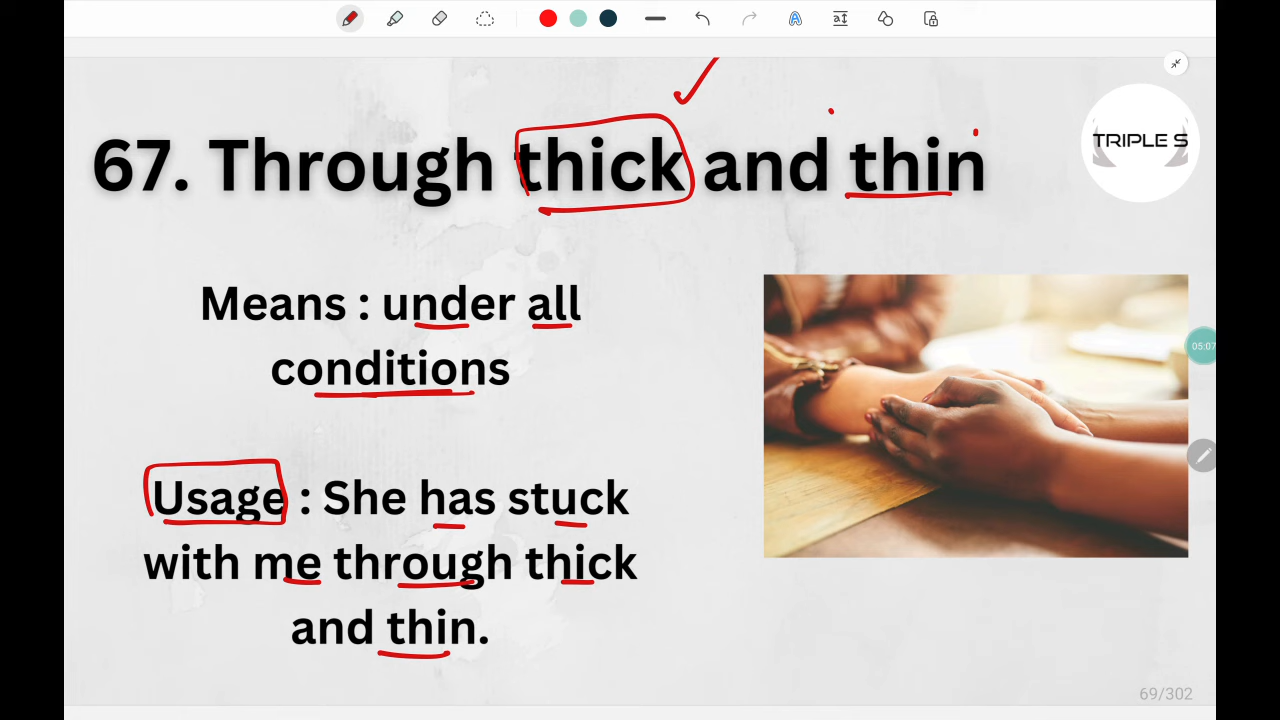 67. Through thick and thin
TRIPLE S
Means : under all
conditions
05:07
Usage : She has stuck
with me through thick
and thin.
69/302